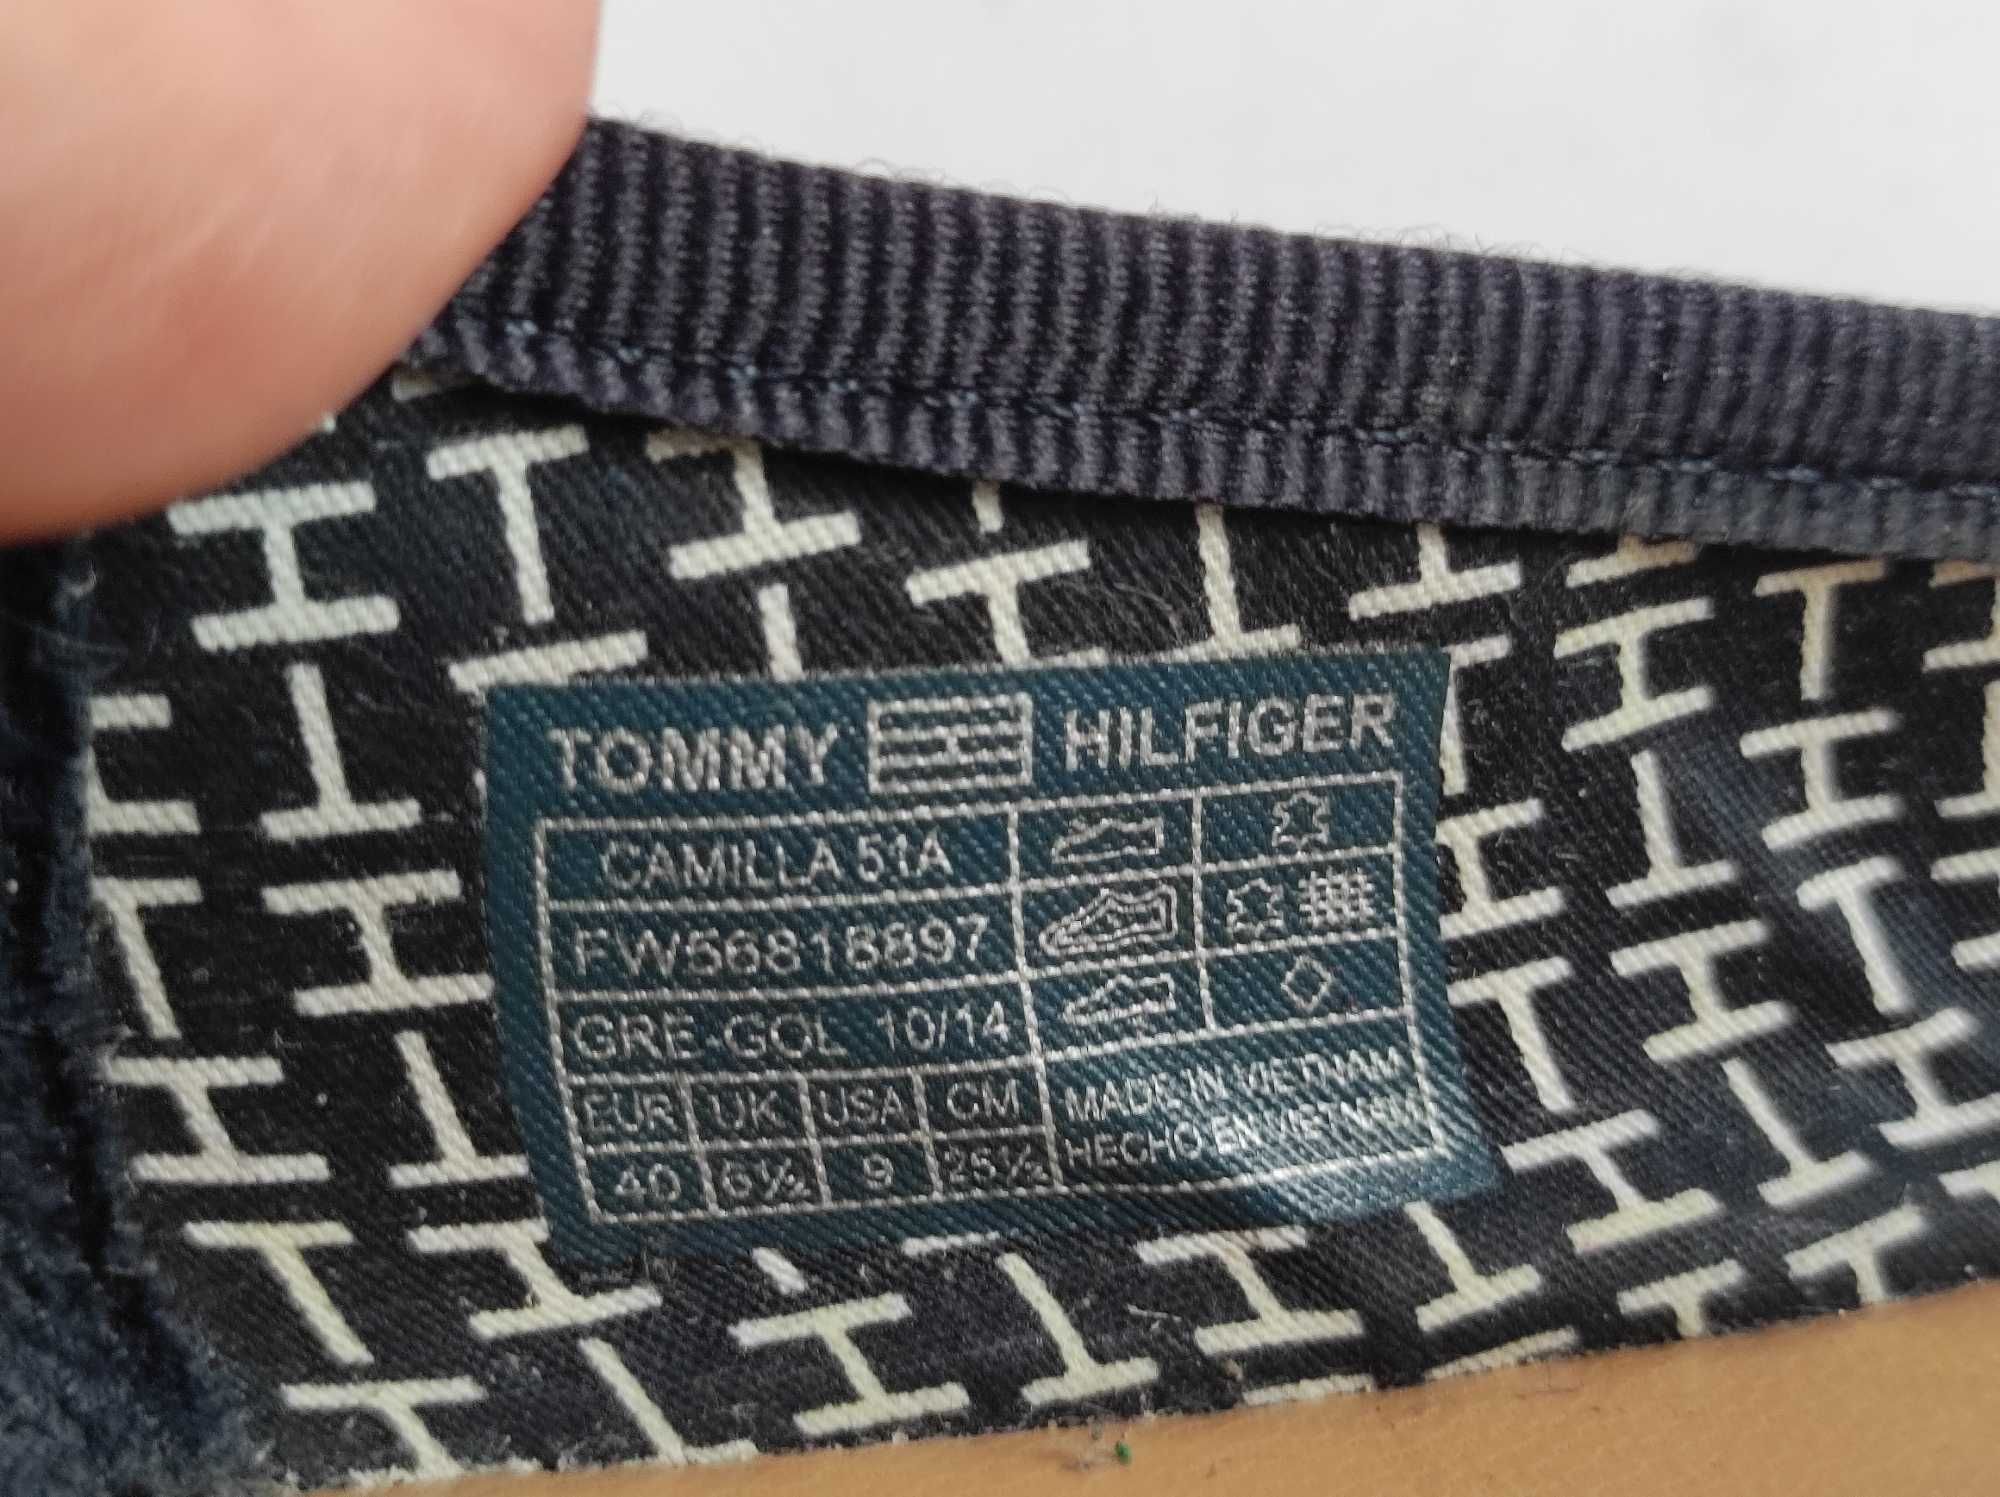 TOMMY HILFIGER
CAMILLA 51A
FW56818897
GRE-GOL 10/14
EUR UK USA CM
40 6½ 9 25½
MADE IN VIETNAM
HECHO EN VIETNAM